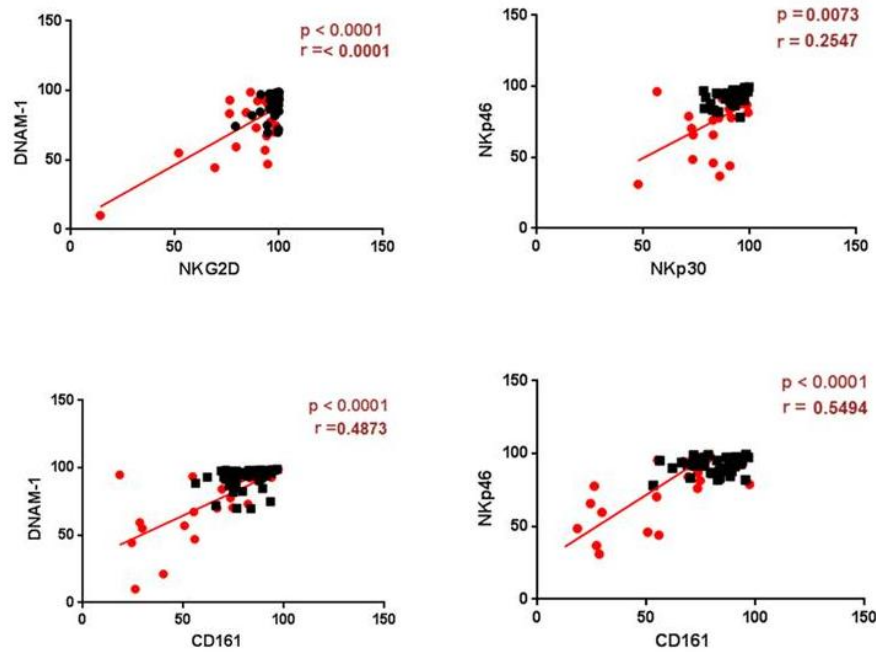 p < 0.0001
r =< 0.0001
150
100
50
0
DNAM-1
0
50
100
150
NKG2D
p = 0.0073
r = 0.2547
150
100
50
0
NKp46
0
50
100
150
NKp30
p < 0.0001
r =0.4873
150
100
50
0
DNAM-1
0
50
100
150
CD161
p < 0.0001
r = 0.5494
150
100
50
0
NKp46
0
50
100
150
CD161